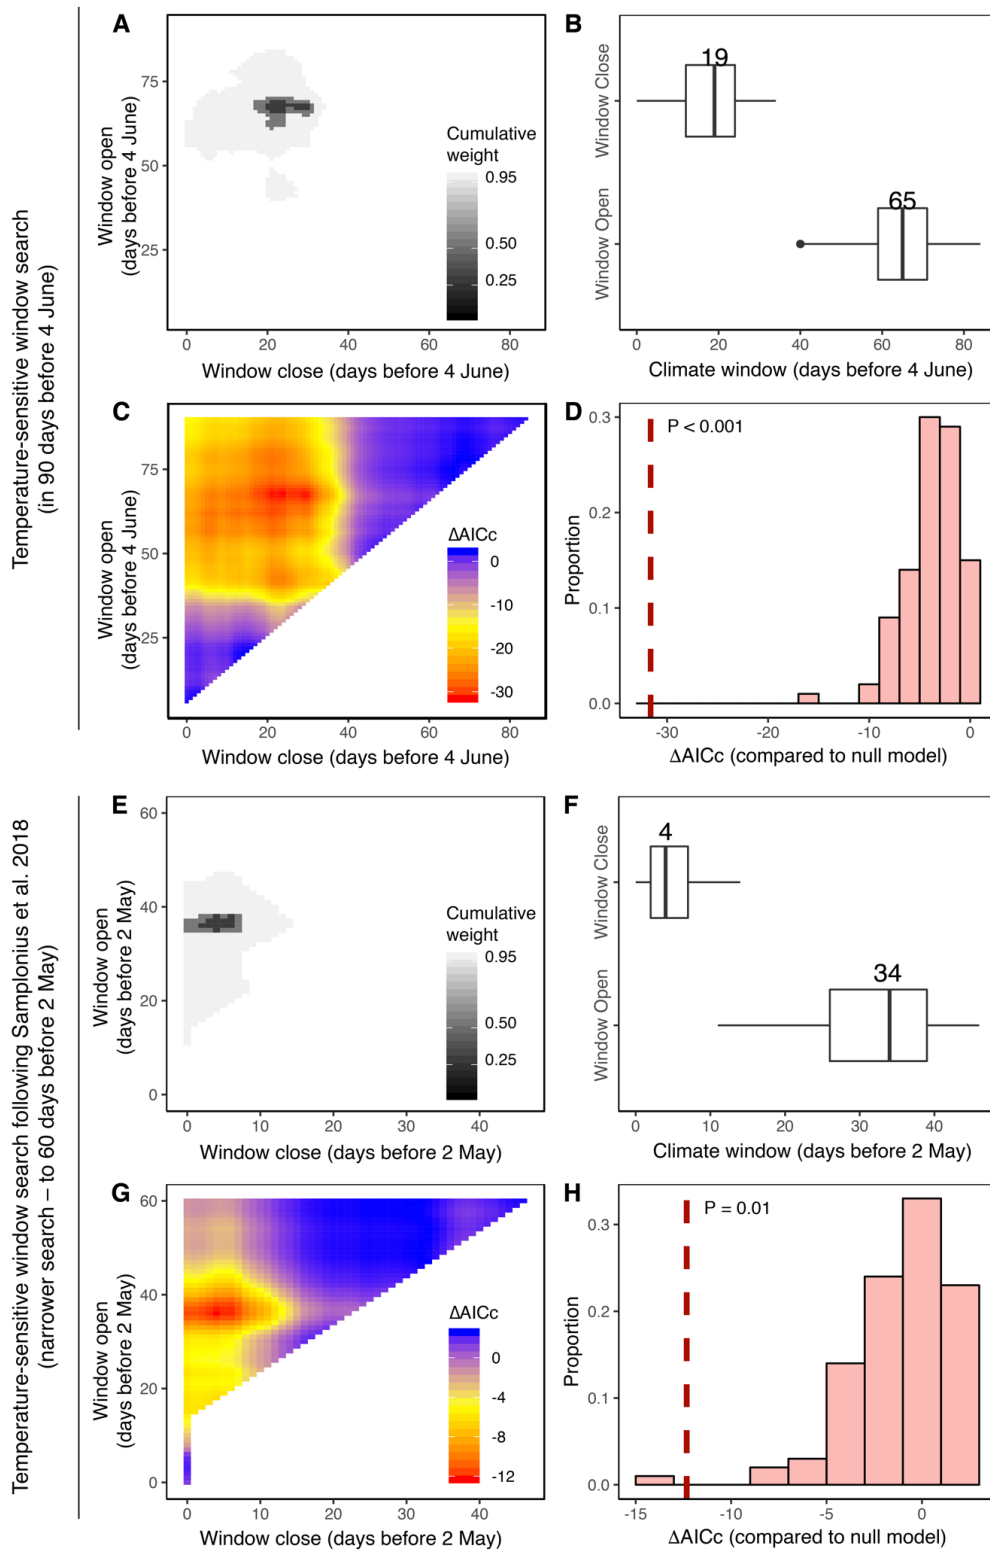 Temperature-sensitive window search
(in 90 days before 4 June)
A
Window open
(days before 4 June)
75
50
25
0 20 40 60 80
Window close (days before 4 June)
Cumulative
weight
0.95
0.50
0.25
B
Window Close
Window Open
19
65
0 40 80
Climate window (days before 4 June)
C
Window open
(days before 4 June)
75
50
25
0 20 40 60 80
Window close (days before 4 June)
ΔAICc
0
-10
-20
-30
D
Proportion
0.3
0.2
0.1
0.0
P < 0.001
-30 -20 -10 0
ΔAICc (compared to null model)
Temperature-sensitive window search following Samplonius et al. 2018
(narrower search – to 60 days before 2 May)
E
Window open
(days before 2 May)
60
40
20
0
0 10 20 30 40
Window close (days before 2 May)
Cumulative
weight
0.95
0.50
0.25
F
Window Close
Window Open
4
34
0 20 40
Climate window (days before 2 May)
G
Window open
(days before 2 May)
60
40
20
0
0 20 40
Window close (days before 2 May)
ΔAICc
0
-4
-8
-12
H
Proportion
0.3
0.2
0.1
0.0
P = 0.01
-15 -10 -5 0
ΔAICc (compared to null model)